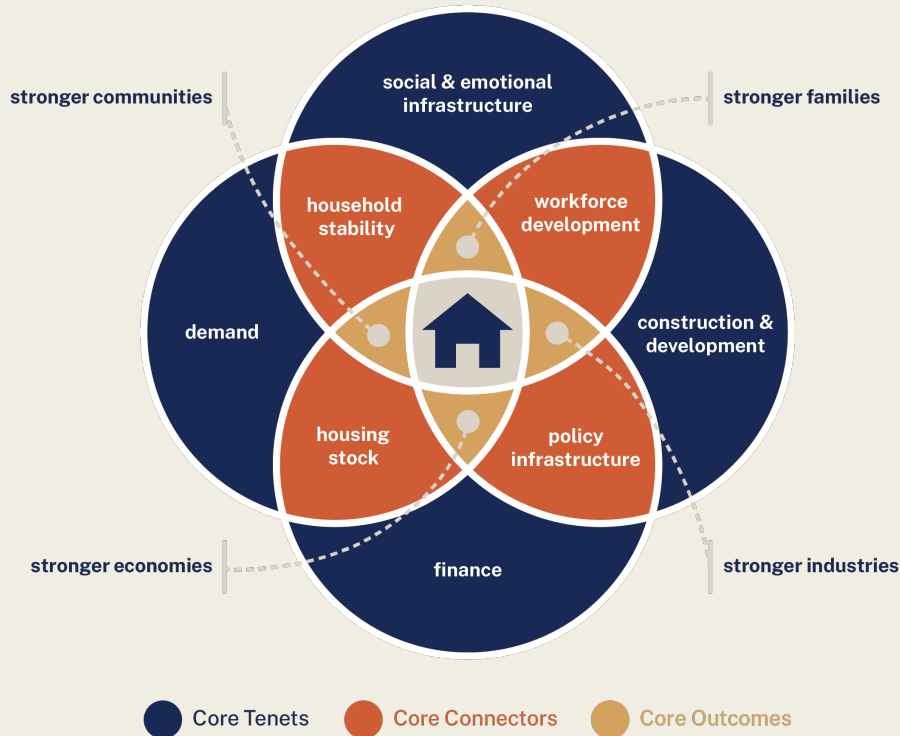 social & emotional
infrastructure
stronger communities
stronger families
household
stability
workforce
development
demand
construction &
development
housing
stock
policy
infrastructure
stronger economies
finance
stronger industries
Core Tenets
Core Connectors
Core Outcomes